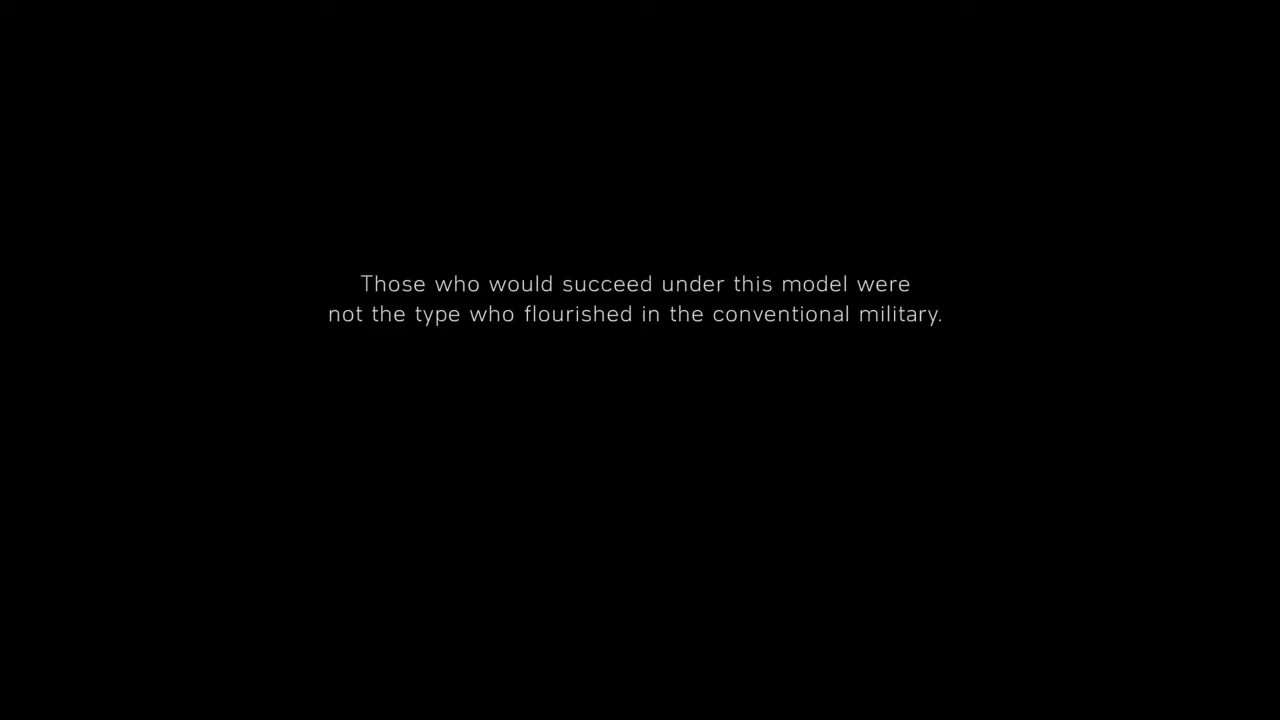 Those who would succeed under this model were
not the type who flourished in the conventional military.